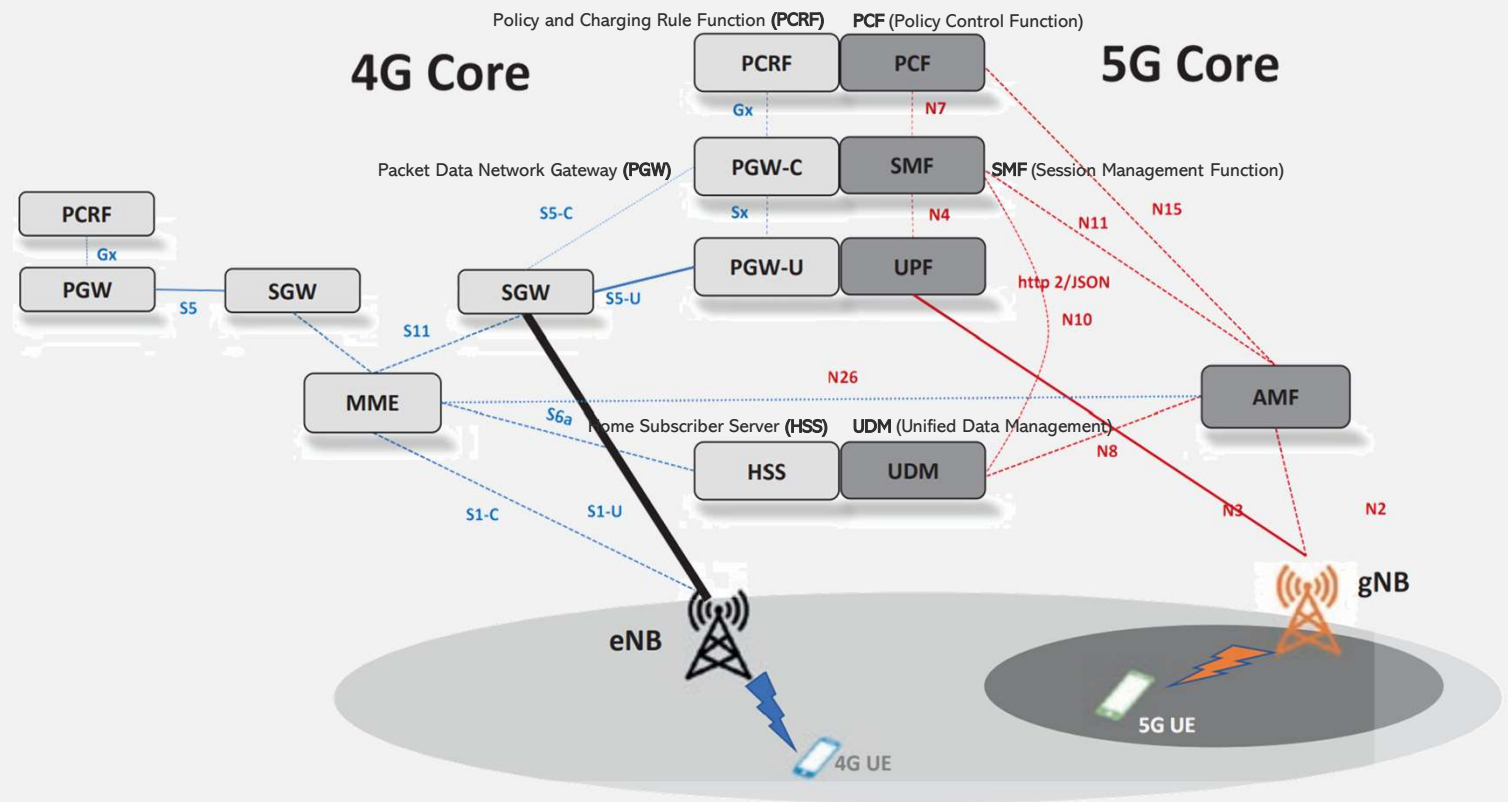 Policy and Charging Rule Function (PCRF)
PCF (Policy Control Function)
4G Core
PCRF
PCF
5G Core
Gx
N7
Packet Data Network Gateway (PGW)
PGW-C
SMF
SMF (Session Management Function)
PCRF
S5-C
Sx
N4
N11
N15
Gx
PGW
S5
SGW
SGW
S5-U
PGW-U
UPF
http 2/JSON
N10
S11
MME
N26
AMF
S6a
Home Subscriber Server (HSS)
UDM (Unified Data Management)
HSS
UDM
N8
S1-C
S1-U
N3
N2
eNB
gNB
5G UE
4G UE